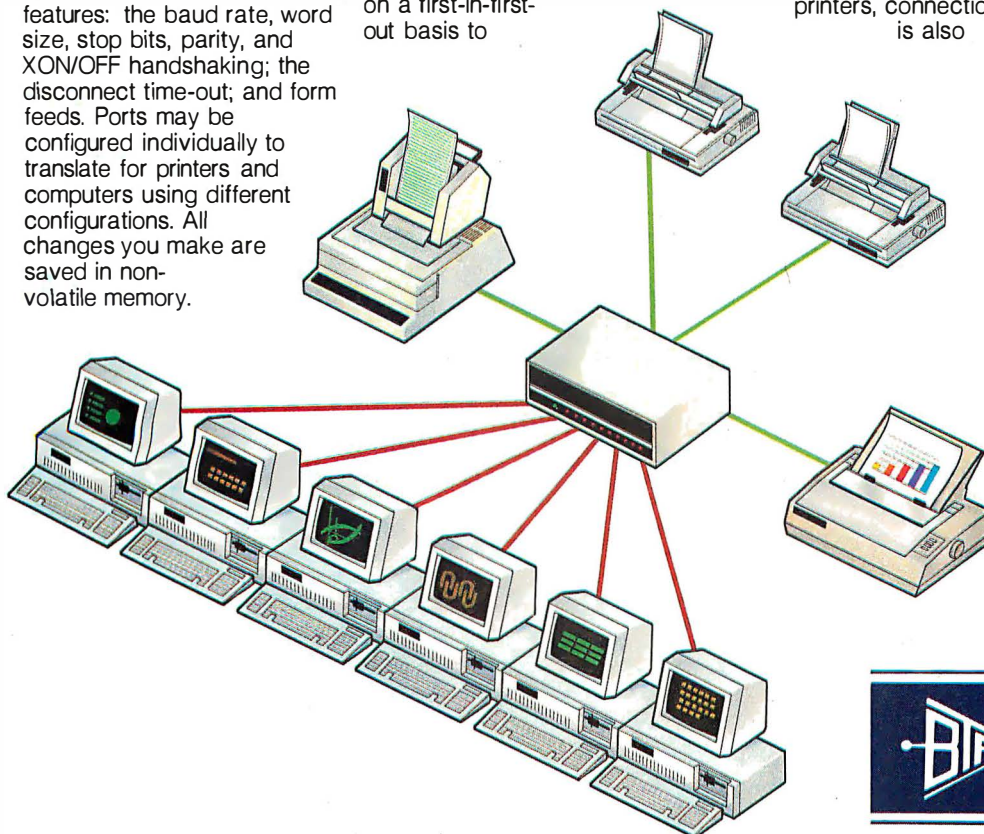 features: the baud rate, word
size, stop bits, parity, and
XON/OFF handshaking; the
disconnect time-out; and form
feeds. Ports may be
configured individually to
translate for printers and
computers using different
configurations. All
changes you make are
saved in non-
volatile memory.
on a first-in-first-
out basis to
printers,
is also